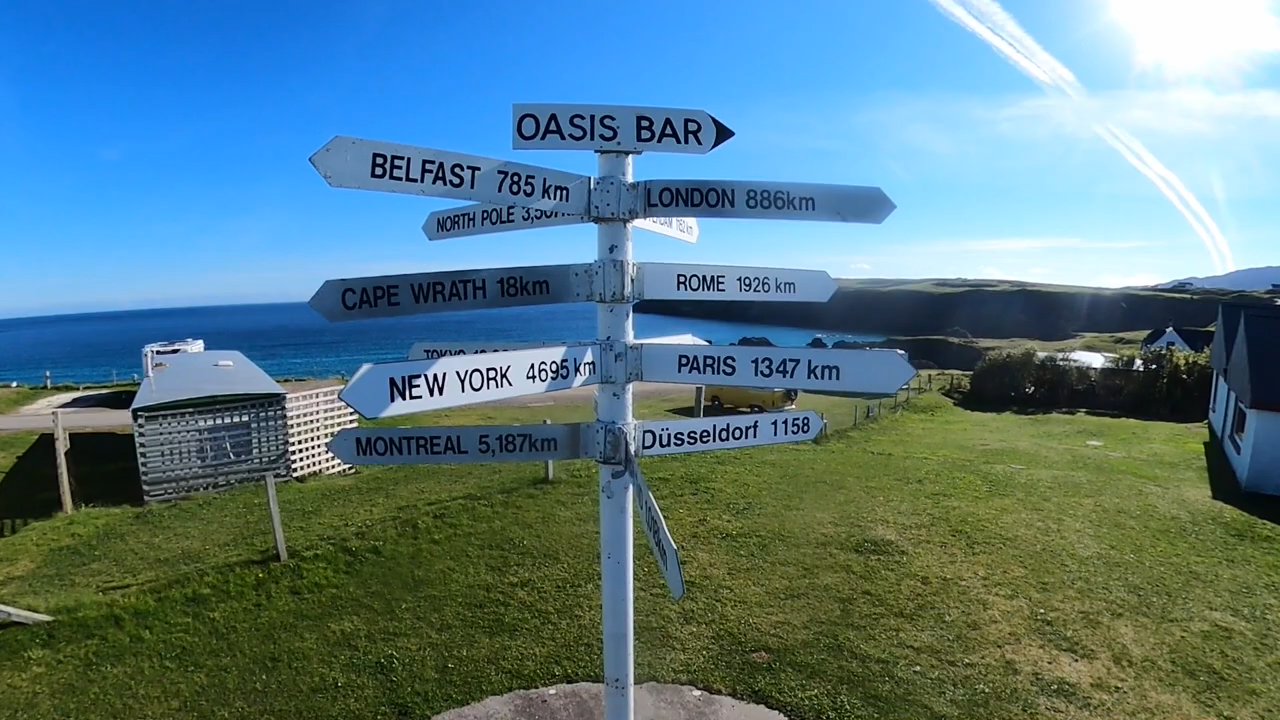 OASIS BAR
BELFAST 785 km
LONDON 886km
NORTH POLE
CAPE WRATH 18km
ROME 1926 km
TOKYO
NEW YORK 4695 km
PARIS 1347 km
MONTREAL 5,187km
Düsseldorf 1158